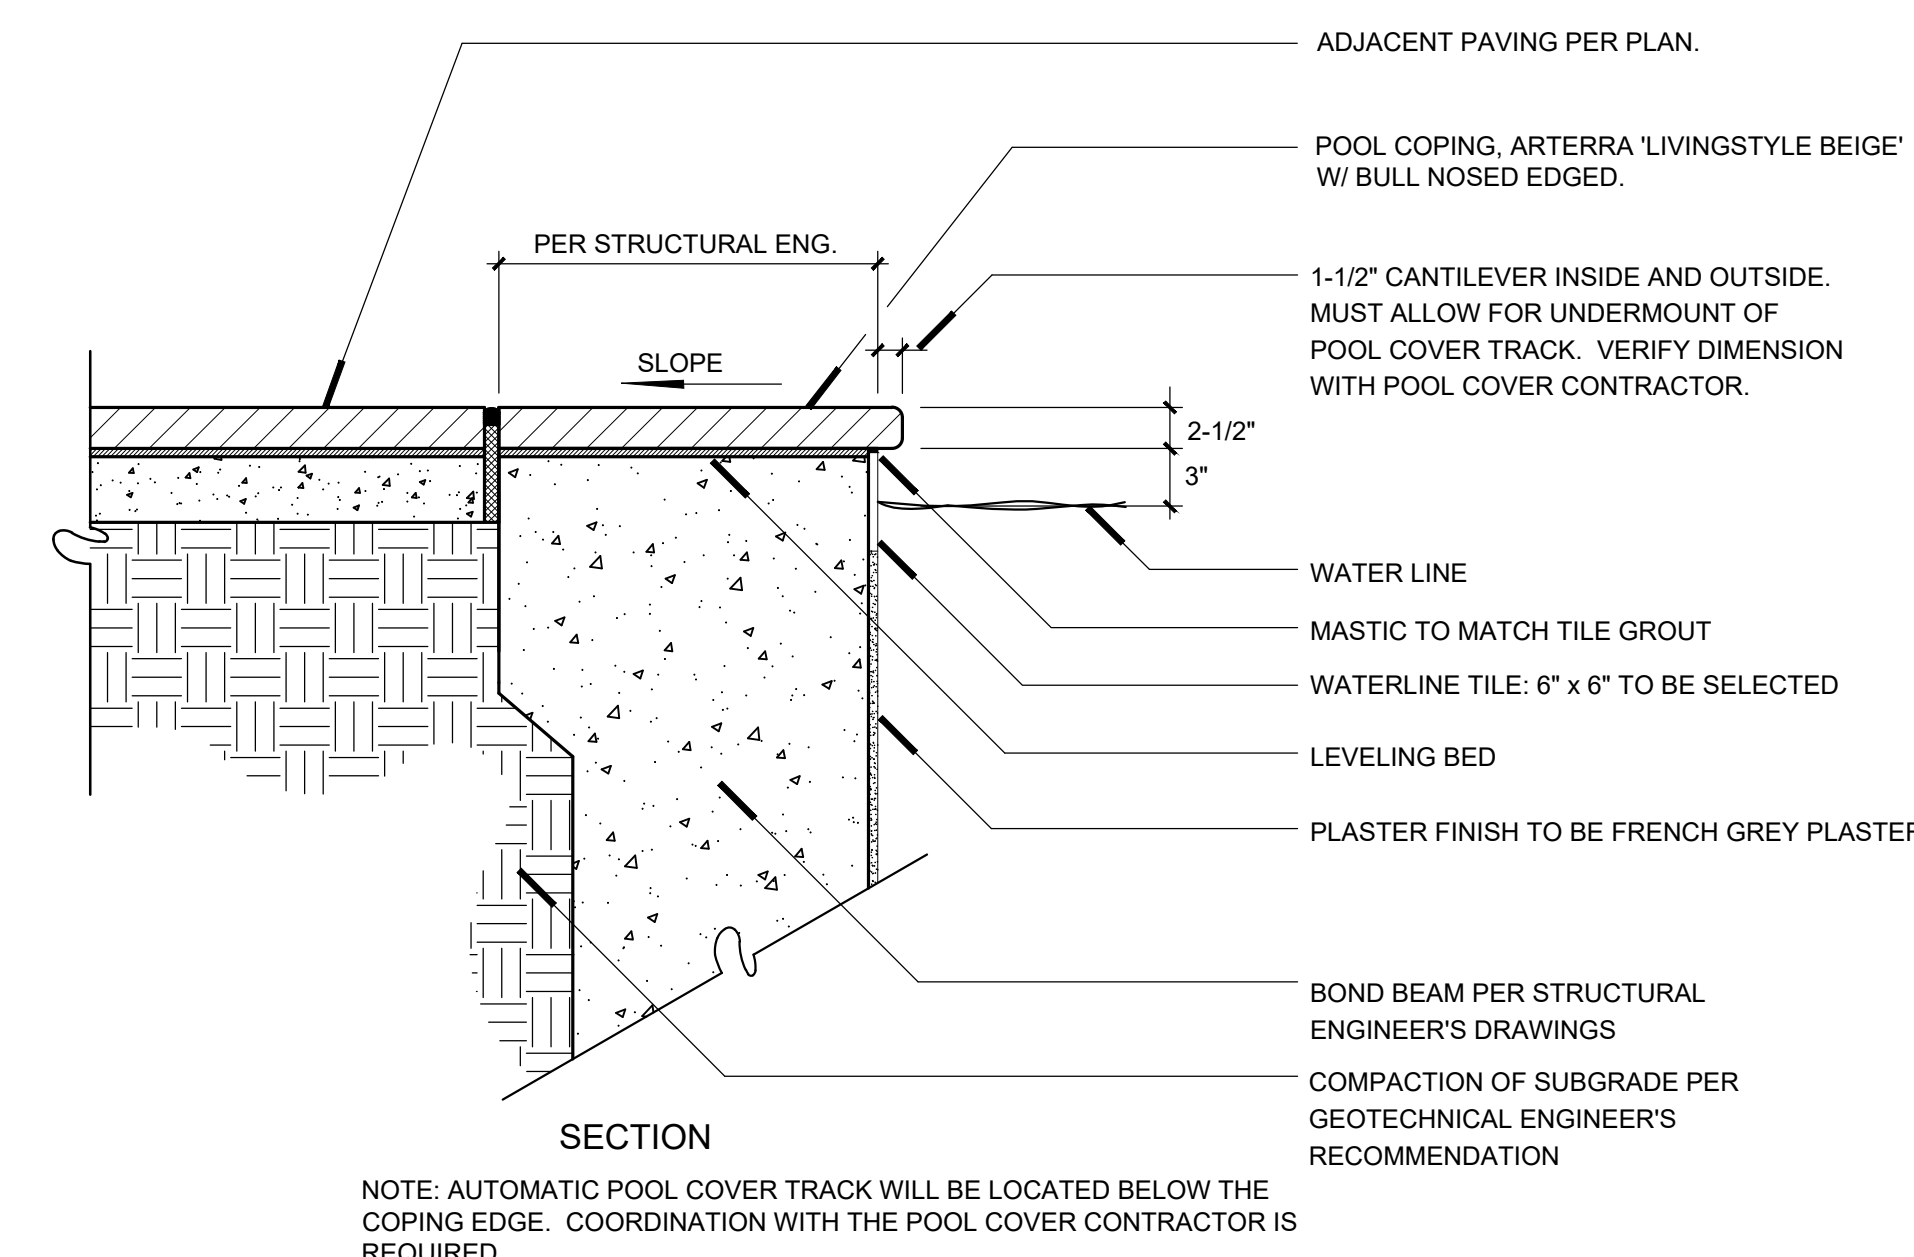 ADJACENT PAVING PER PLAN.
POOL COPING, ARTERRA 'LIVINGSTYLE BEIGE'
W/ BULL NOSED EDGED.
PER STRUCTURAL ENG.
1-1/2" CANTILEVER INSIDE AND OUTSIDE.
MUST ALLOW FOR UNDERMOUNT OF
POOL COVER TRACK. VERIFY DIMENSION
WITH POOL COVER CONTRACTOR.
SLOPE
2-1/2"
3"
WATER LINE
MASTIC TO MATCH TILE GROUT
WATERLINE TILE: 6" x 6" TO BE SELECTED
LEVELING BED
PLASTER FINISH TO BE FRENCH GREY PLASTER
BOND BEAM PER STRUCTURAL
ENGINEER'S DRAWINGS
COMPACTION OF SUBGRADE PER
GEOTECHNICAL ENGINEER'S
RECOMMENDATION
SECTION
NOTE: AUTOMATIC POOL COVER TRACK WILL BE LOCATED BELOW THE
COPING EDGE. COORDINATION WITH THE POOL COVER CONTRACTOR IS
REQUIRED